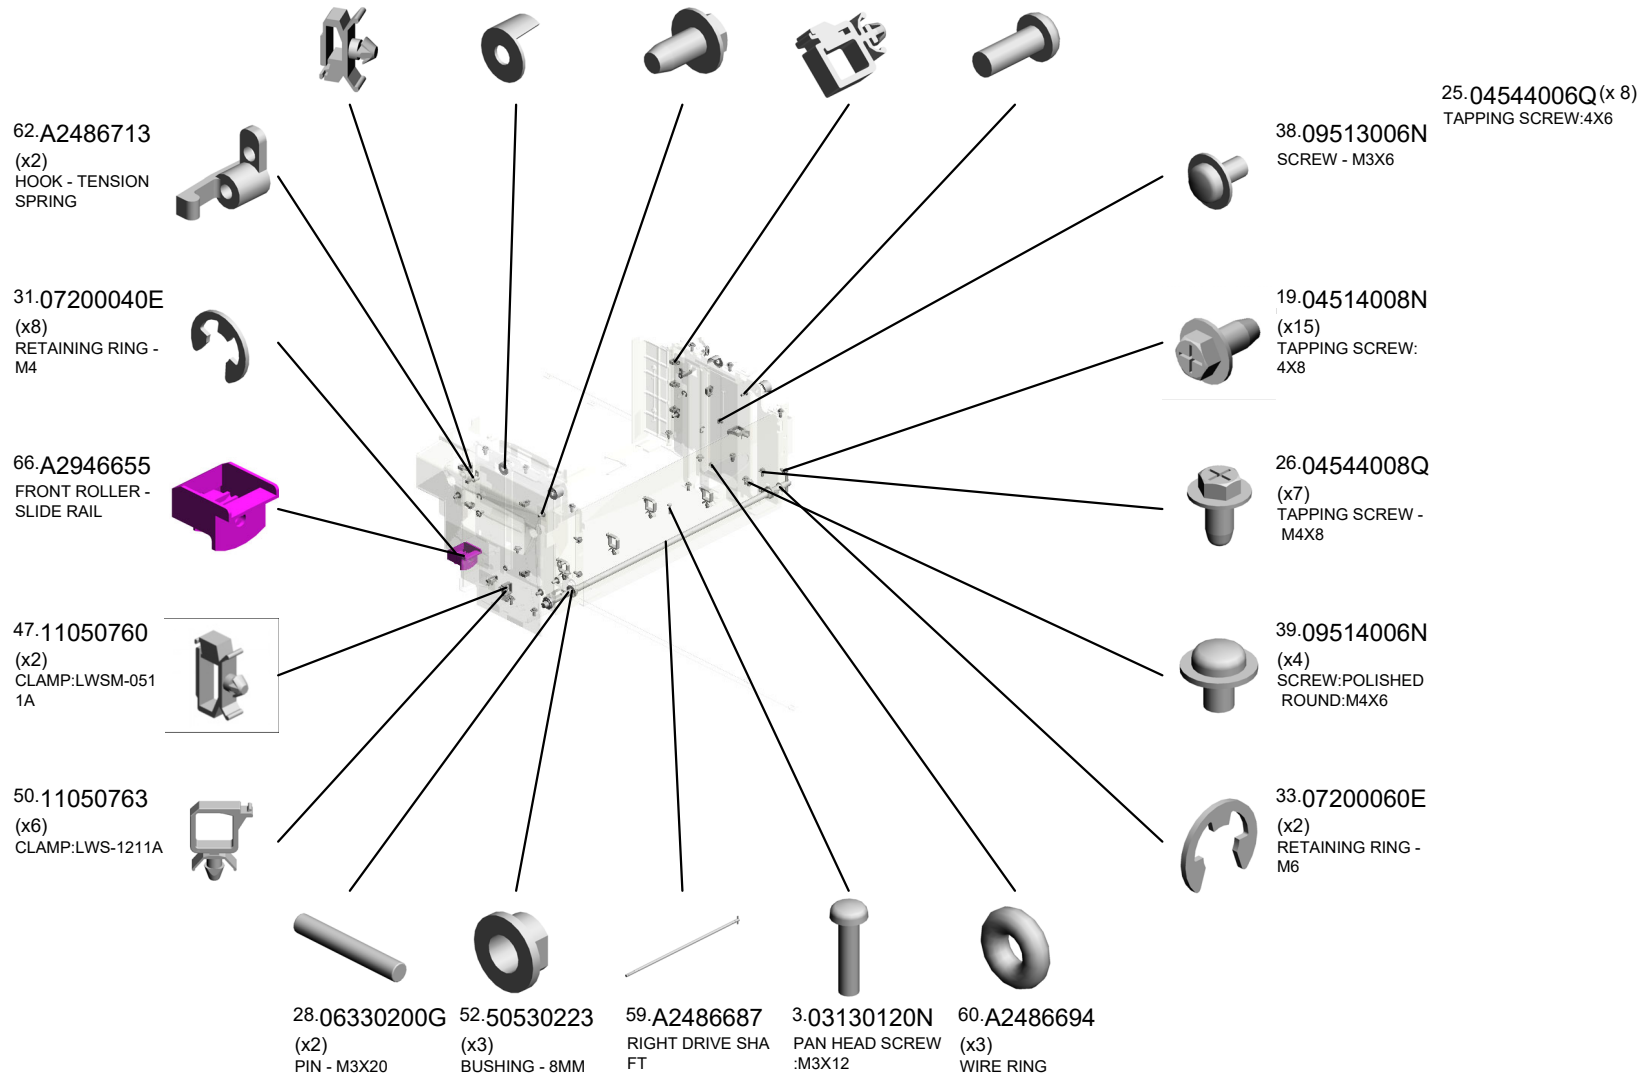 25.04544006Q (x 8)
TAPPING SCREW:4X6
62.A2486713
(x2)
HOOK - TENSION
SPRING
38.09513006N
SCREW - M3X6
31.07200040E
(x8)
RETAINING RING -
M4
19.04514008N
(x15)
TAPPING SCREW:
4X8
66.A2946655
FRONT ROLLER -
SLIDE RAIL
26.04544008Q
(x7)
TAPPING SCREW -
M4X8
47.11050760
(x2)
CLAMP:LWSM-051
1A
39.09514006N
(x4)
SCREW:POLISHED
ROUND:M4X6
50.11050763
(x6)
CLAMP:LWS-1211A
33.07200060E
(x2)
RETAINING RING -
M6
28.06330200G
(x2)
PIN - M3X20
52.50530223
(x3)
BUSHING - 8MM
59.A2486687
RIGHT DRIVE SHA
FT
3.03130120N
PAN HEAD SCREW
:M3X12
60.A2486694
(x3)
WIRE RING